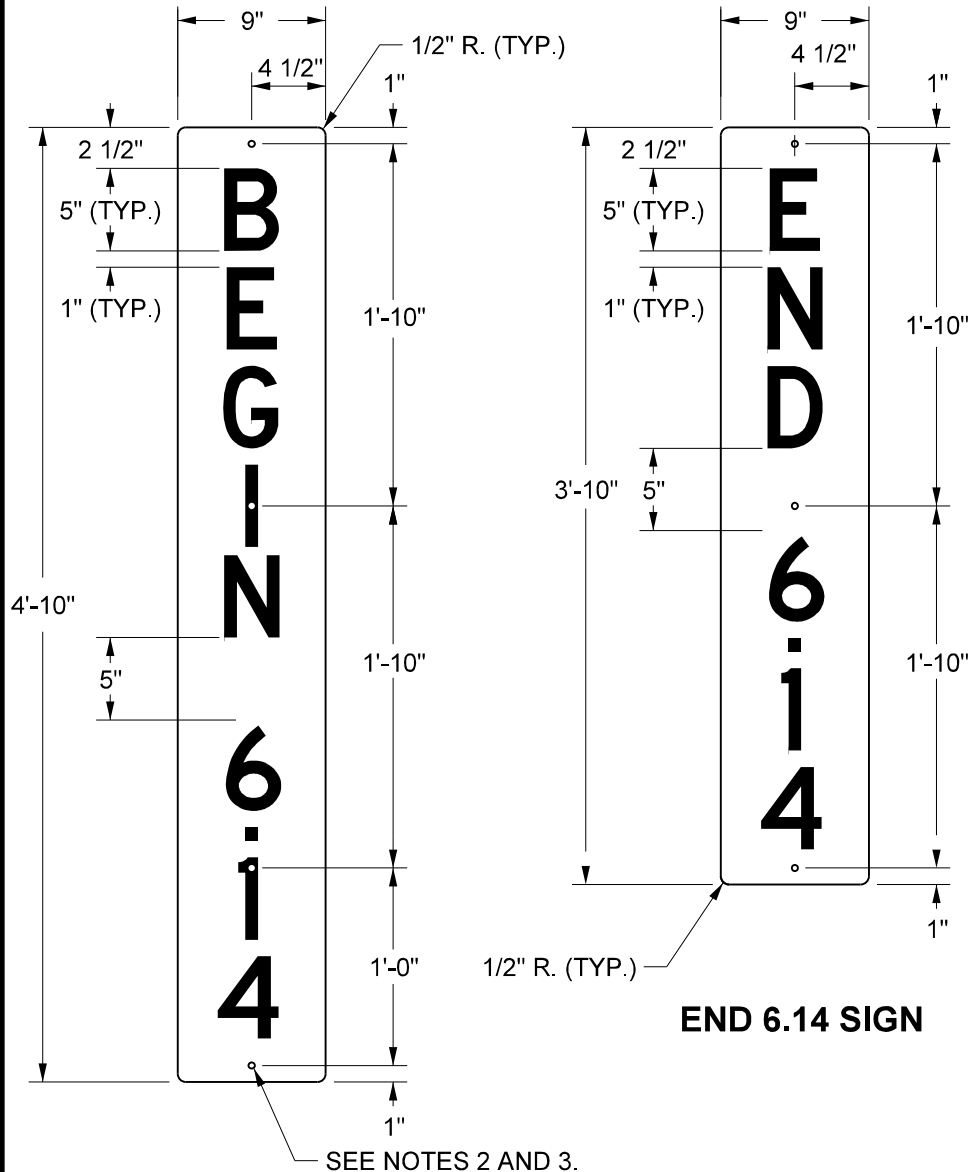 9"
1/2" R. (TYP.)
4 1/2"
1"
2 1/2"
5" (TYP.)
1" (TYP.)
1'-10"
4'-10"
1'-10"
5"
1'-0"
1"
B
E
G
I
N
6
.
1
4
SEE NOTES 2 AND 3.
9"
4 1/2"
1"
2 1/2"
5" (TYP.)
1" (TYP.)
1'-10"
3'-10"
5"
1'-10"
1"
E
N
D
6
.
1
4
1/2" R. (TYP.)
END 6.14 SIGN